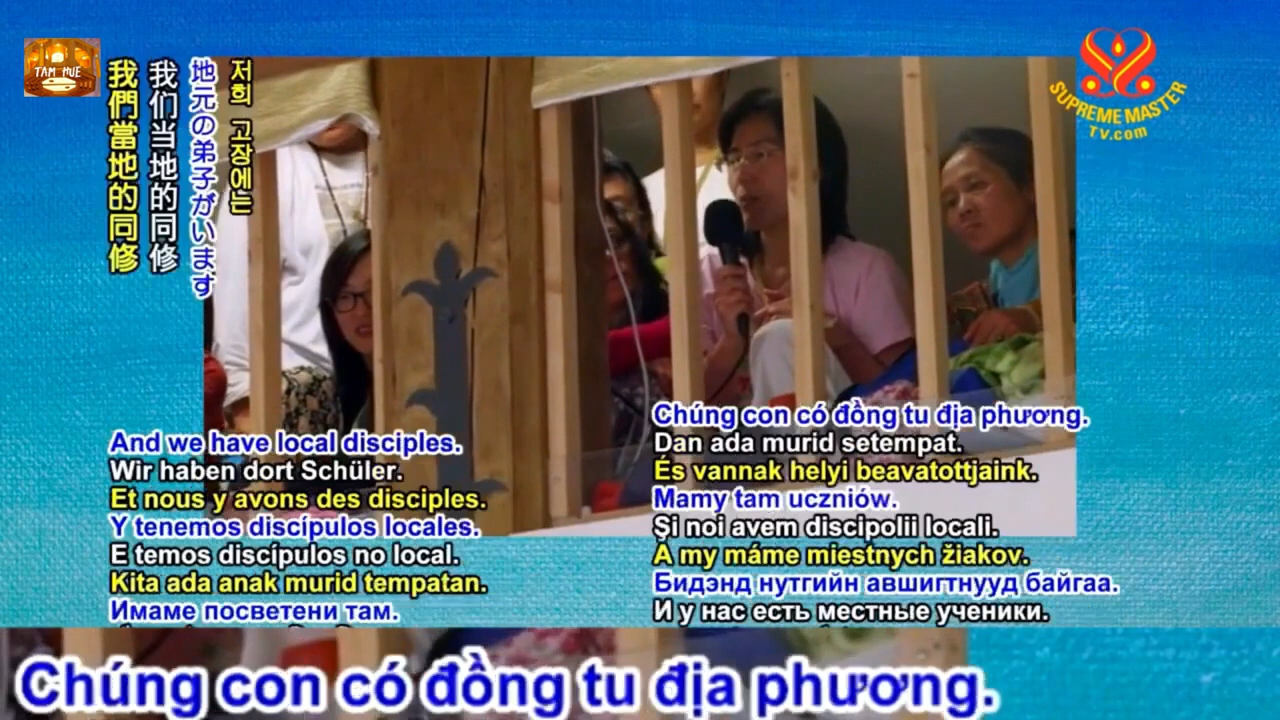 TAM HUE
我們當地的同修
我们当地的同修
地元の弟子がいます
저희 고장에는
SUPREME MASTER
TV.com
And we have local disciples.
Wir haben dort Schüler.
Et nous y avons des disciples.
Y tenemos discípulos locales.
E temos discípulos no local.
Kita ada anak murid tempatan.
Имаме посветени там.
Chúng con có đồng tu địa phương.
Dan ada murid setempat.
És vannak helyi beavatottjaink.
Mamy tam uczniów.
Şi noi avem discipolii locali.
A my máme miestnych žiakov.
Бидэнд нутгийн авшигтнууд байгаа.
И у нас есть местные ученики.
Chúng con có đồng tu địa phương.